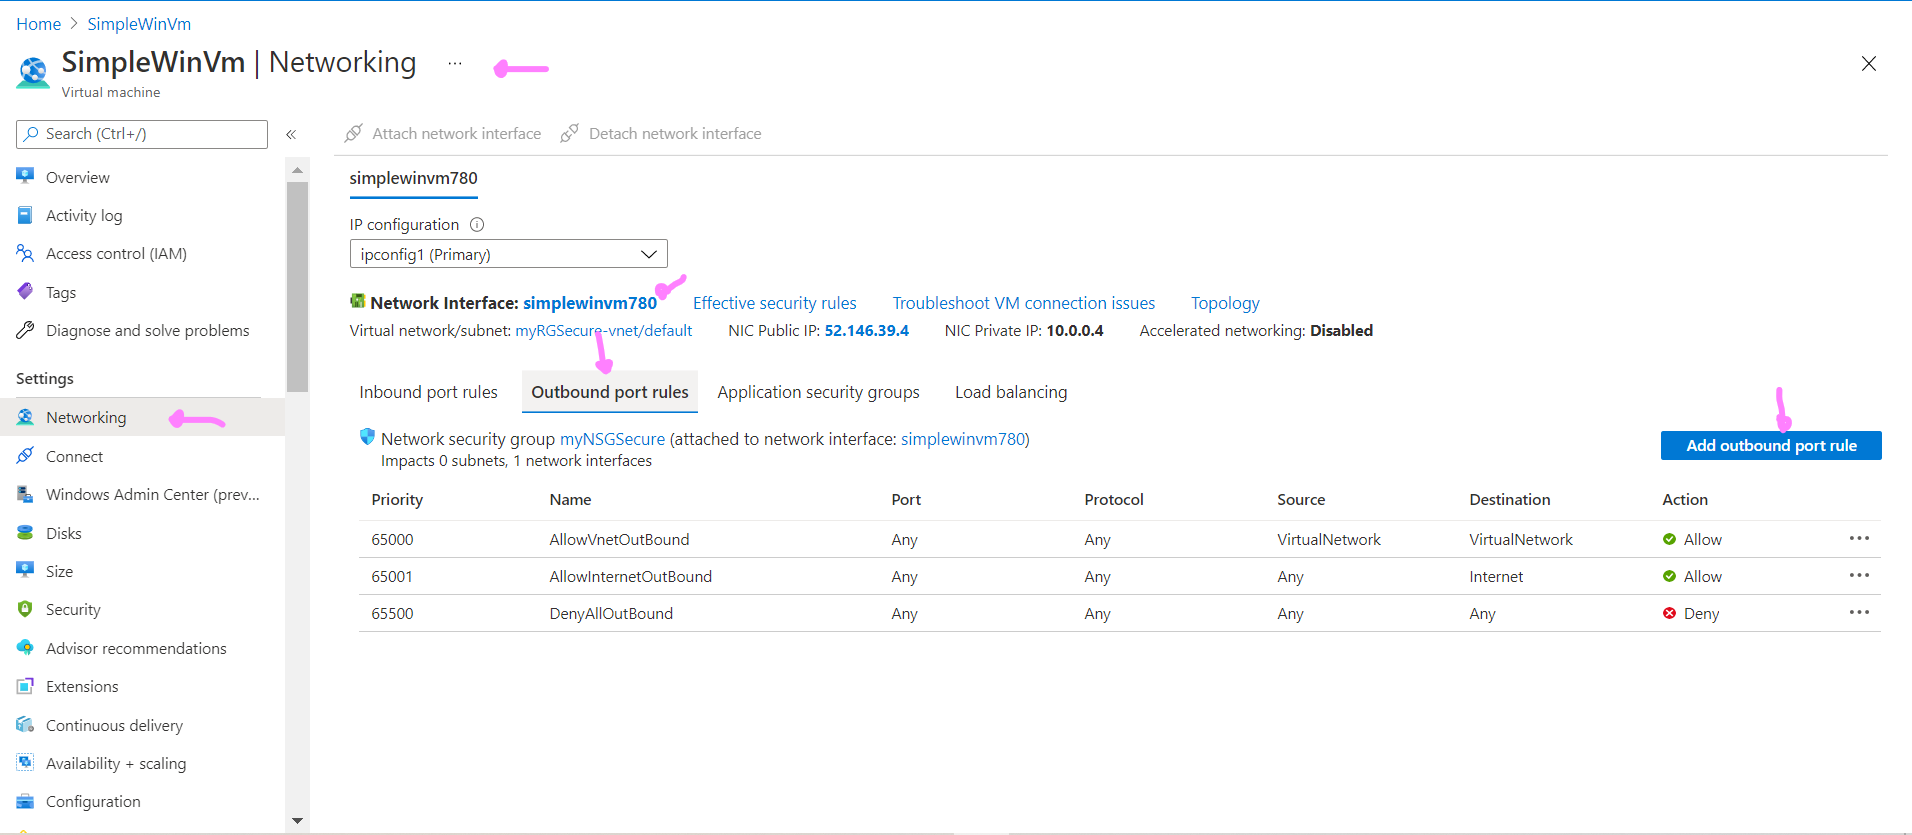 Home > SimpleWinVm
SimpleWinVm | Networking ...
Virtual machine
Search (Ctrl+/)
«
Overview
Activity log
Access control (IAM)
Tags
Diagnose and solve problems
Settings
Networking
Connect
Windows Admin Center (prev...
Disks
Size
Security
Advisor recommendations
Extensions
Continuous delivery
Availability + scaling
Configuration
Attach network interface Detach network interface
simplewinvm780
IP configuration
ipconfig1 (Primary)
Network Interface: simplewinvm780 Effective security rules Troubleshoot VM connection issues Topology
Virtual network/subnet: myRGSecure-vnet/default NIC Public IP: 52.146.39.4 NIC Private IP: 10.0.0.4 Accelerated networking: Disabled
Inbound port rules Outbound port rules Application security groups Load balancing
Network security group myNSGSecure (attached to network interface: simplewinvm780)
Impacts 0 subnets, 1 network interfaces
Add outbound port rule
Priority Name Port Protocol Source Destination Action
65000 AllowVnetOutBound Any Any VirtualNetwork VirtualNetwork Allow ...
65001 AllowInternetOutBound Any Any Any Internet Allow ...
65500 DenyAllOutBound Any Any Any Any Deny ...